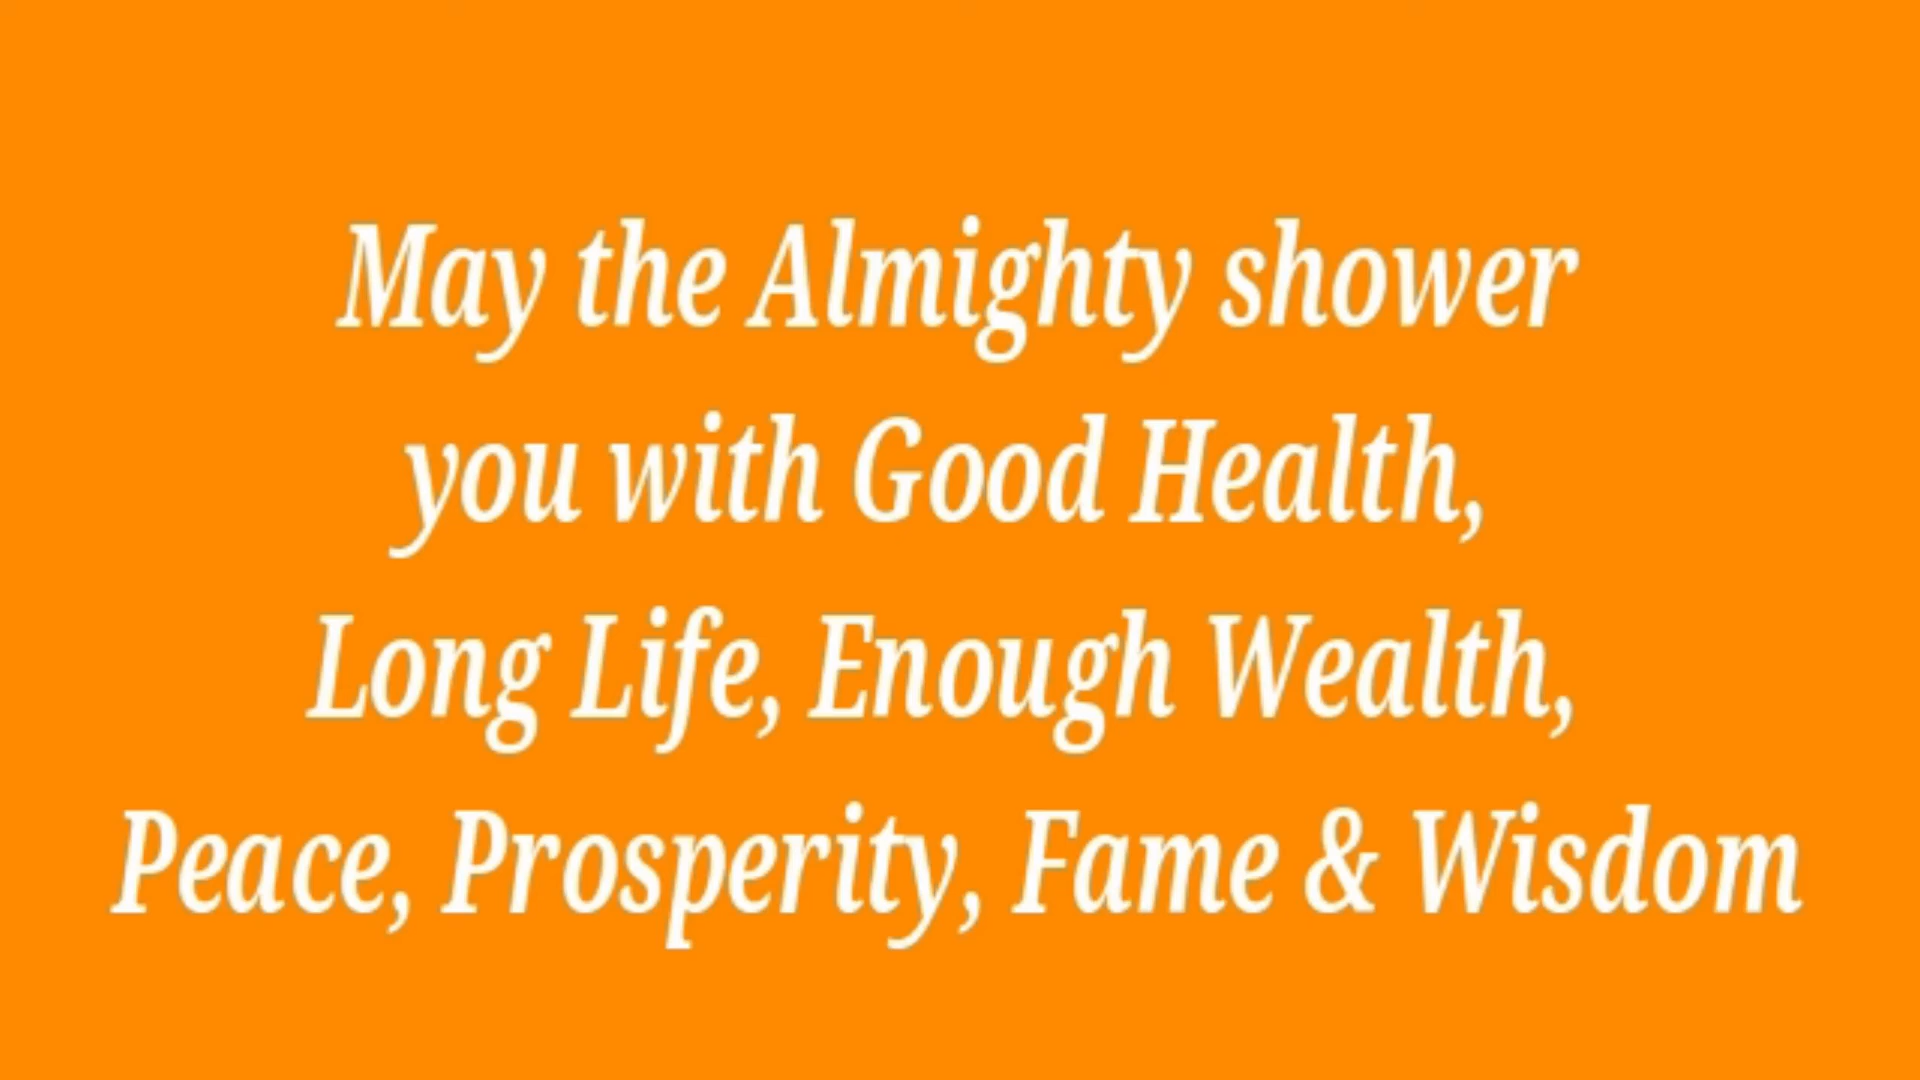 May the Almighty shower
you with Good Health,
Long Life, Enough Wealth,
Peace, Prosperity, Fame & Wisdom